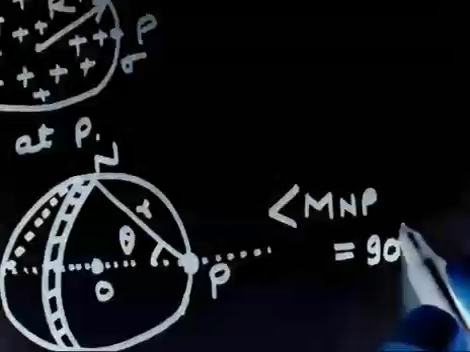 R
+ + + +
+ + + + P
+ + + σ
+
at P.
N
r
θ
O
P
<MNP
= 90